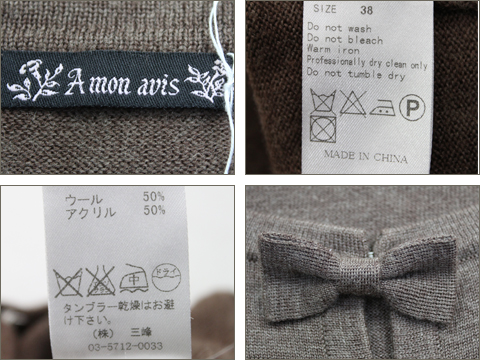 A mon avis
SIZE 38
Do not wash
Do not bleach
Warm iron
Professionally dry clean only
Do not tumble dry
P
MADE IN CHINA
ウール 50%
アクリル 50%
中 ドライ
タンブラー乾燥はお避
け下さい。
(株) 三峰
03-5712-0033